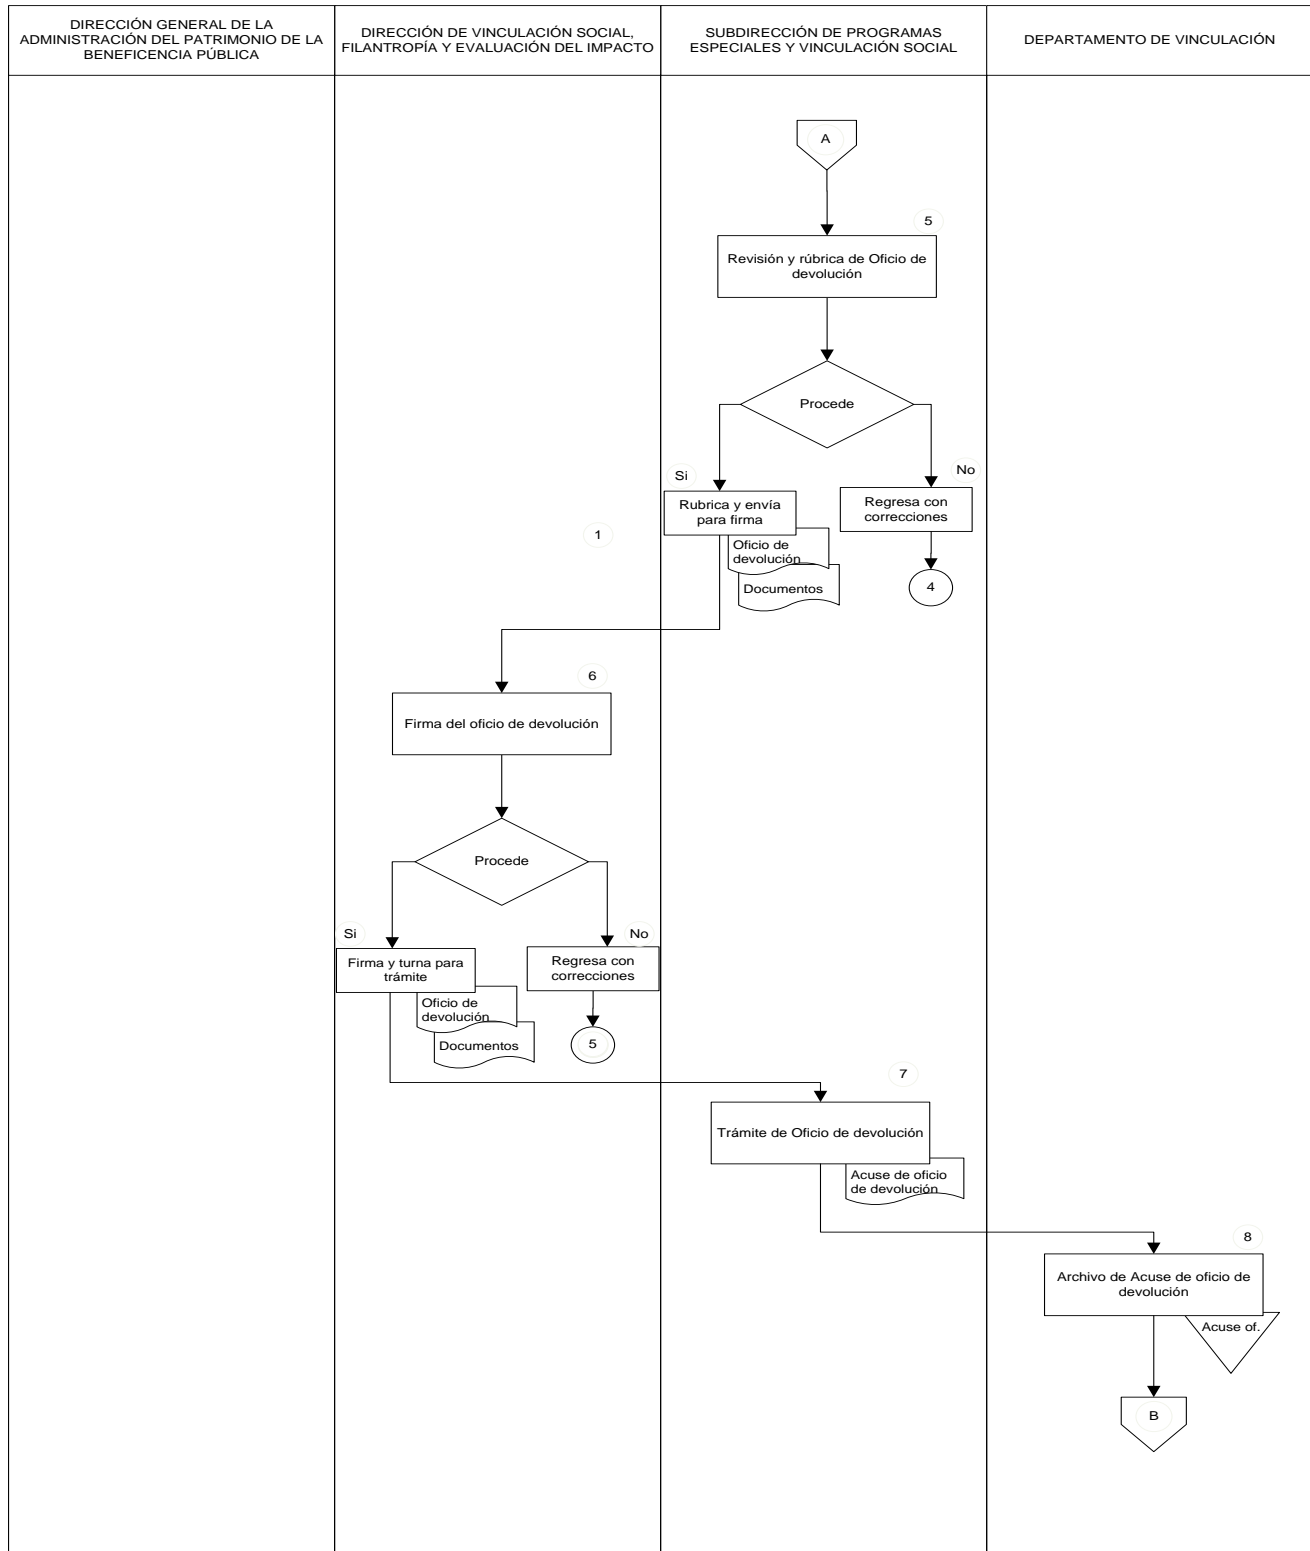 DIRECCIÓN GENERAL DE LA
ADMINISTRACIÓN DEL PATRIMONIO DE LA
BENEFICENCIA PÚBLICA
DIRECCIÓN DE VINCULACIÓN SOCIAL,
FILANTROPÍA Y EVALUACIÓN DEL IMPACTO
SUBDIRECCIÓN DE PROGRAMAS
ESPECIALES Y VINCULACIÓN SOCIAL
DEPARTAMENTO DE VINCULACIÓN
A
5
Revisión y rúbrica de Oficio de
devolución
Procede
Si
No
Rubrica y envía
para firma
Regresa con
correcciones
1
Oficio de
devolución
Documentos
4
6
Firma del oficio de devolución
Procede
Si
No
Firma y turna para
trámite
Regresa con
correcciones
Oficio de
devolución
Documentos
5
7
Trámite de Oficio de devolución
Acuse de oficio
de devolución
8
Archivo de Acuse de oficio de
devolución
Acuse of.
B